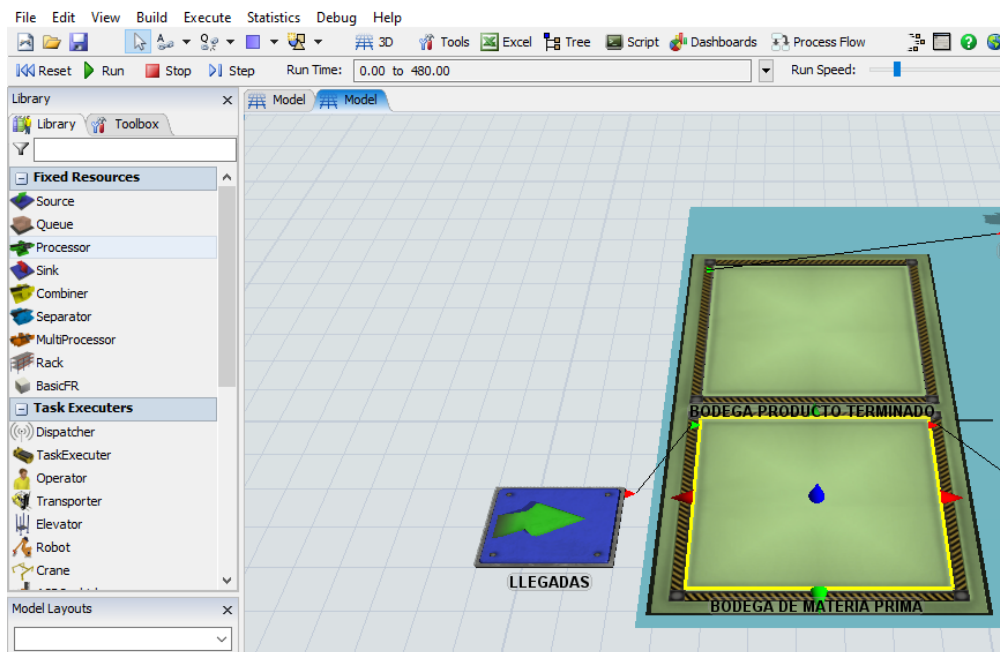 File Edit View Build Execute Statistics Debug Help
3D Tools Excel Tree Script Dashboards Process Flow
Reset Run Stop Step Run Time: 0.00 to 480.00 Run Speed:
Library
Model Model
Library Toolbox
Fixed Resources
Source
Queue
Processor
Sink
Combiner
Separator
MultiProcessor
Rack
BasicFR
Task Executers
Dispatcher
TaskExecuter
Operator
Transporter
Elevator
Robot
Crane
Model Layouts
BODEGA PRODUCTO TERMINADO
LLEGADAS
BODEGA DE MATERIA PRIMA